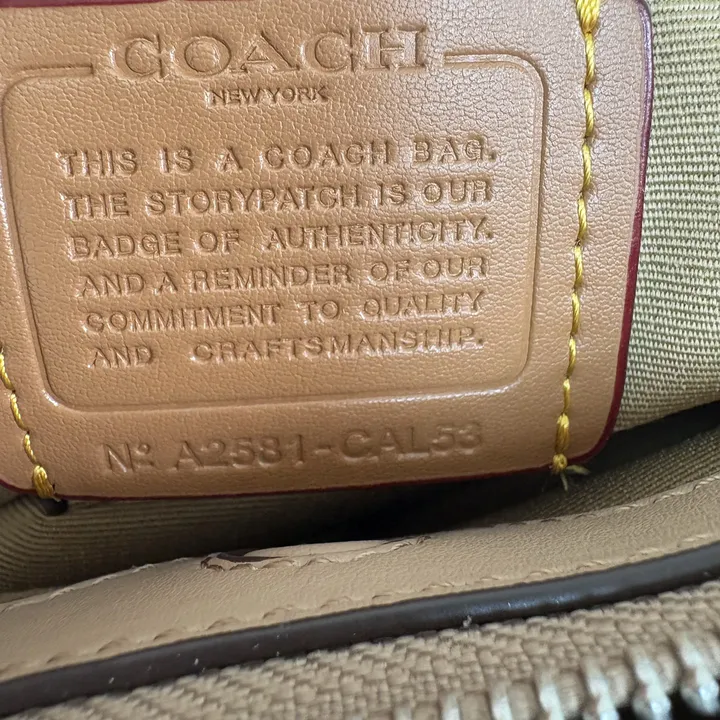 COACH
NEW YORK
THIS IS A COACH BAG.
THE STORYPATCH IS OUR
BADGE OF AUTHENTICITY.
AND A REMINDER OF OUR
COMMITMENT TO QUALITY
AND CRAFTSMANSHIP.
Nº A2581-CAL53